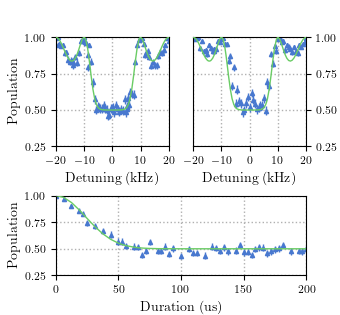 1.00 1.00
0.75 0.75
Population
0.50 0.50
0.25 0.25
−20 −10 0 10 20 −20 −10 0 10 20
Detuning (kHz) Detuning (kHz)
1.00
0.75
Population
0.50
0.25
0 50 100 150 200
Duration (us)